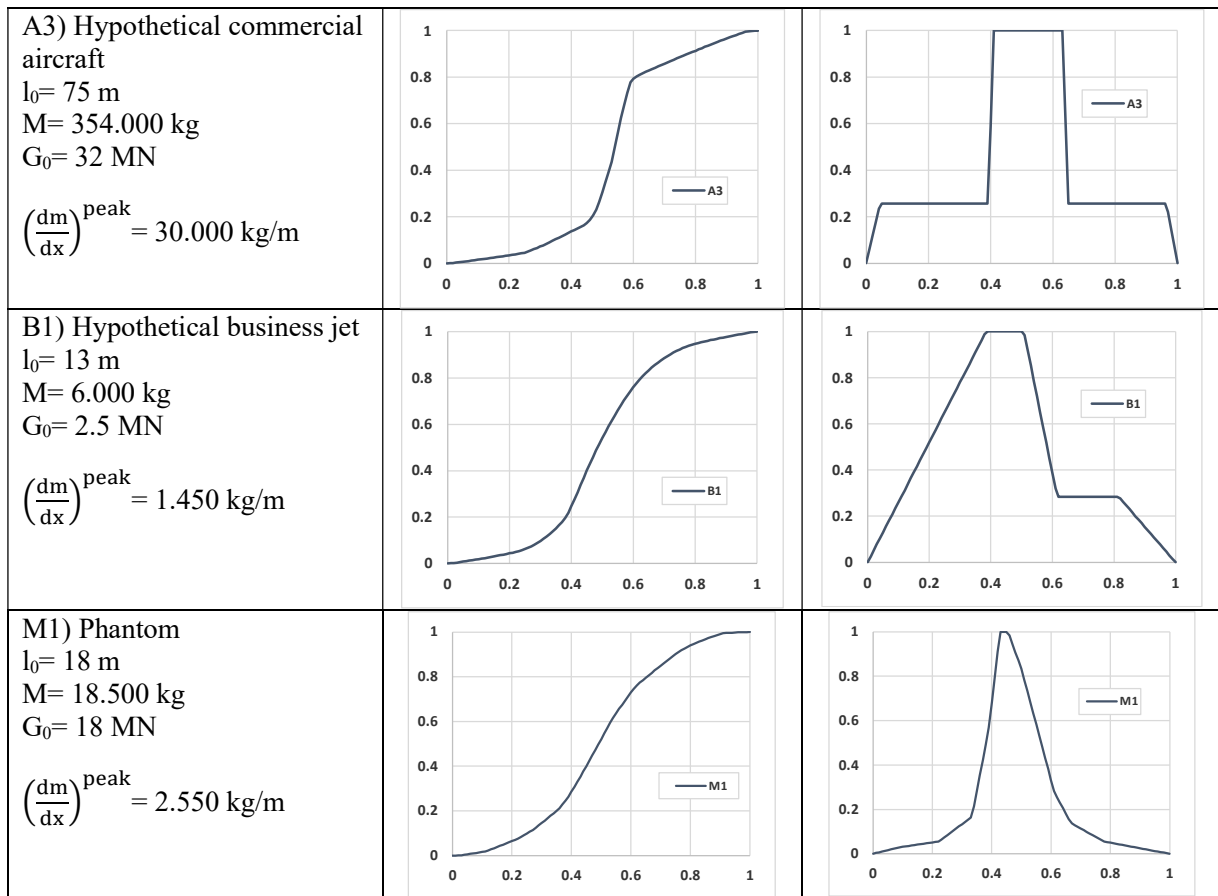 A3) Hypothetical commercial
aircraft
l₀= 75 m
M= 354.000 kg
G₀= 32 MN
(dm/dx)^peak = 30.000 kg/m
1
0.8
0.6
0.4
0.2
0
0 0.2 0.4 0.6 0.8 1
A3
1
0.8
0.6
0.4
0.2
0
0 0.2 0.4 0.6 0.8 1
A3
B1) Hypothetical business jet
l₀= 13 m
M= 6.000 kg
G₀= 2.5 MN
(dm/dx)^peak = 1.450 kg/m
1
0.8
0.6
0.4
0.2
0
0 0.2 0.4 0.6 0.8 1
B1
1
0.8
0.6
0.4
0.2
0
0 0.2 0.4 0.6 0.8 1
B1
M1) Phantom
l₀= 18 m
M= 18.500 kg
G₀= 18 MN
(dm/dx)^peak = 2.550 kg/m
1
0.8
0.6
0.4
0.2
0
0 0.2 0.4 0.6 0.8 1
M1
1
0.8
0.6
0.4
0.2
0
0 0.2 0.4 0.6 0.8 1
M1